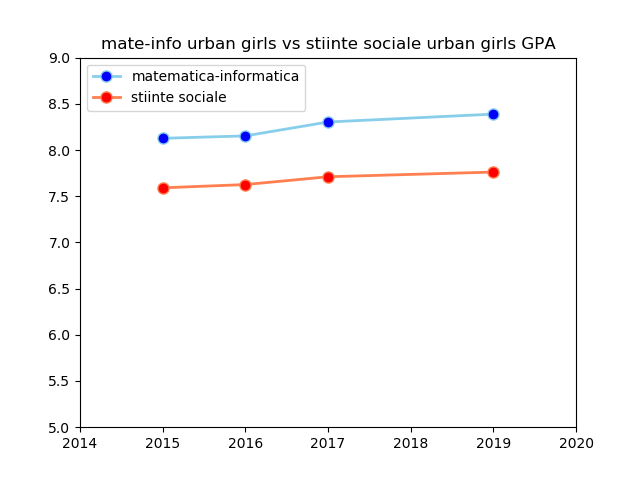 mate-info urban girls vs stiinte sociale urban girls GPA
9.0
matematica-informatica
stiinte sociale
8.5
8.0
7.5
7.0
6.5
6.0
5.5
5.0
2014 2015 2016 2017 2018 2019 2020